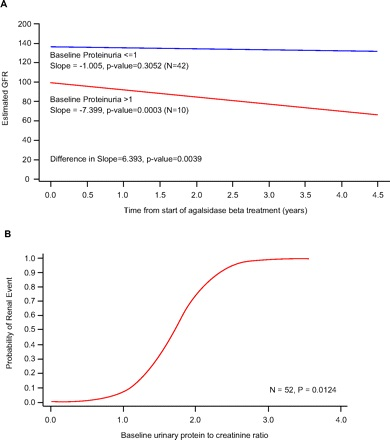 A
200
180
160
140
120
100
80
60
40
20
0
Estimated GFR
Baseline Proteinuria <=1
Slope = -1.005, p-value=0.3052 (N=42)
Baseline Proteinuria >1
Slope = -7.399, p-value=0.0003 (N=10)
Difference in Slope=6.393, p-value=0.0039
0.0 0.5 1.0 1.5 2.0 2.5 3.0 3.5 4.0 4.5
Time from start of agalsidase beta treatment (years)
B
1.0
0.9
0.8
0.7
0.6
0.5
0.4
0.3
0.2
0.1
0.0
Probability of Renal Event
N = 52, P = 0.0124
0.0 1.0 2.0 3.0 4.0
Baseline urinary protein to creatinine ratio